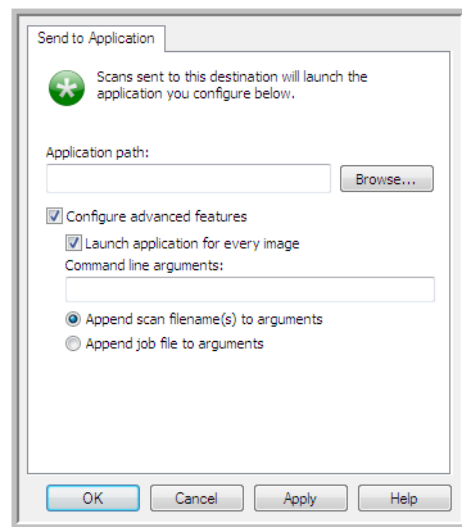 Send to Application
Scans sent to this destination will launch the
application you configure below.
Application path:
Browse...
Configure advanced features
Launch application for every image
Command line arguments:
Append scan filename(s) to arguments
Append job file to arguments
OK Cancel Apply Help